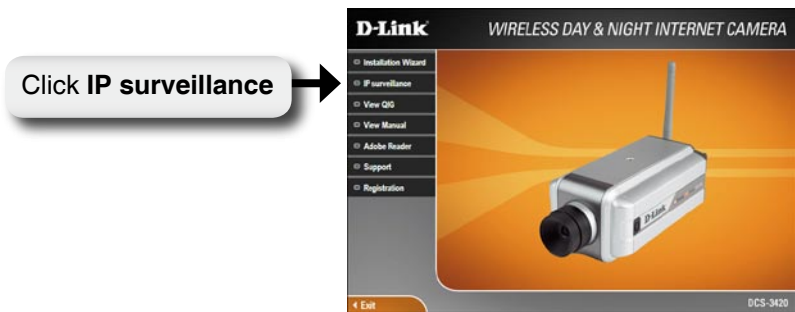 Click IP surveillance
D-Link
WIRELESS DAY & NIGHT INTERNET CAMERA
Installation Wizard
IP surveillance
View QIG
View Manual
Adobe Reader
Support
Registration
D-Link
Exit
DCS-3420